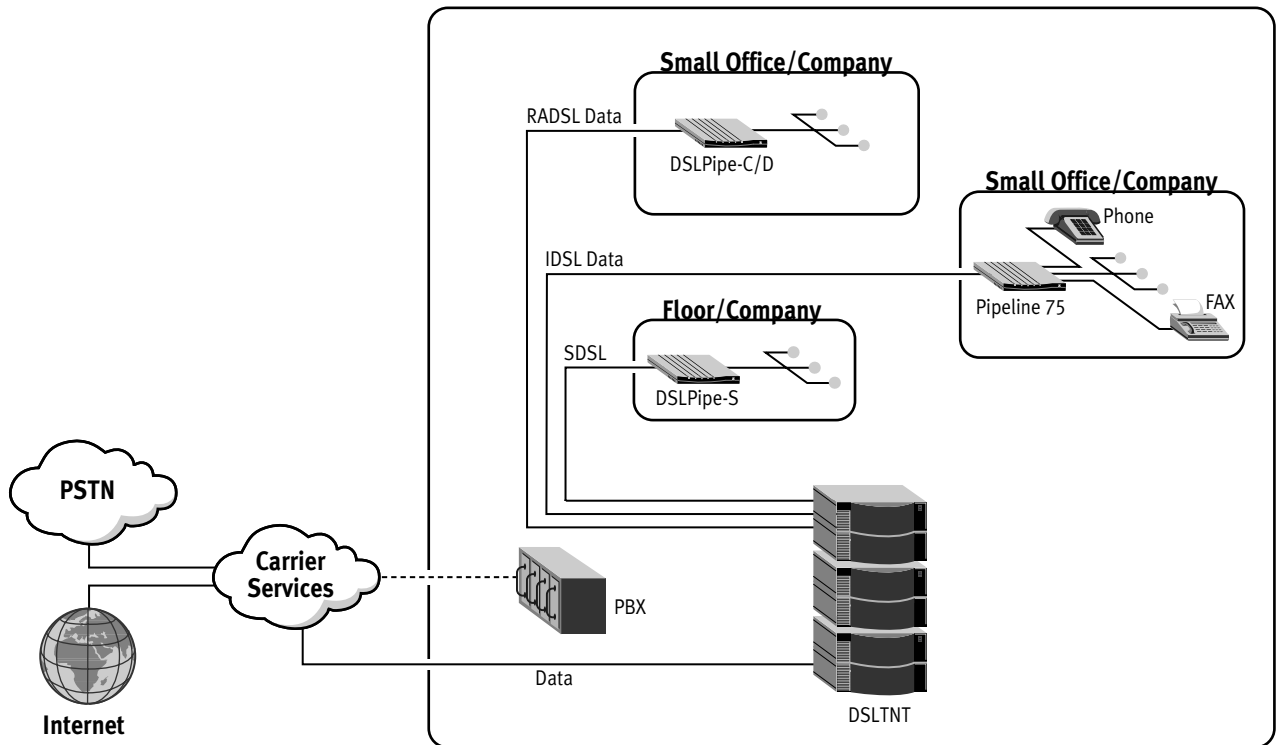 Small Office/Company
RADSL Data
DSLPipe-C/D
Small Office/Company
Phone
IDSL Data
Pipeline 75
FAX
Floor/Company
SDSL
DSLPipe-S
PSTN
Carrier
Services
PBX
Data
DSLTNT
Internet